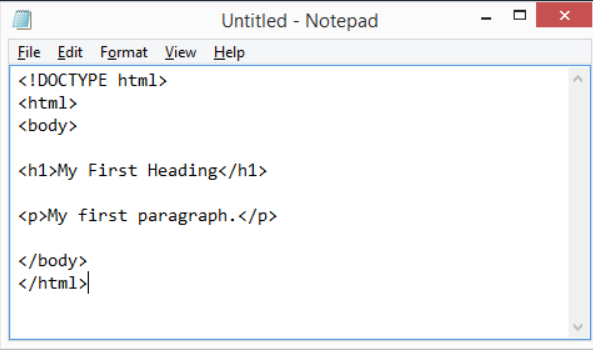 Untitled - Notepad
File Edit Format View Help
<!DOCTYPE html>
<html>
<body>
<h1>My First Heading</h1>
<p>My first paragraph.</p>
</body>
</html>